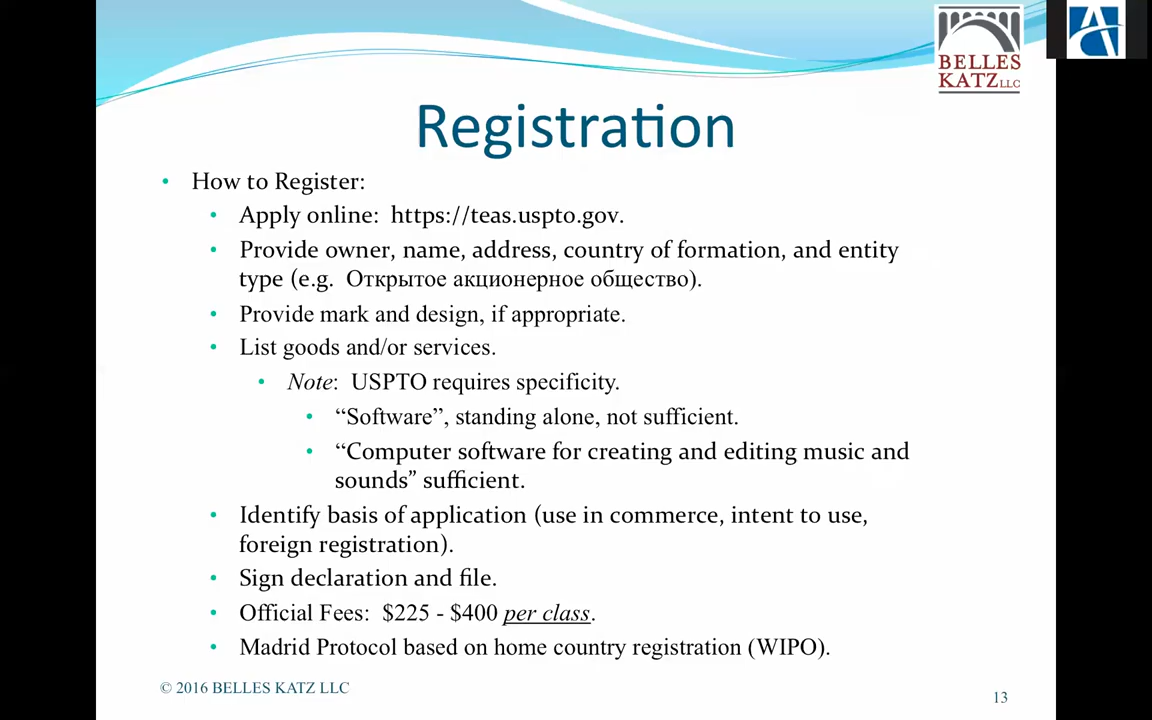 BELLES
KATZ LLC
Registration
• How to Register:
• Apply online: https://teas.uspto.gov.
• Provide owner, name, address, country of formation, and entity
type (e.g. Открытое акционерное общество).
• Provide mark and design, if appropriate.
• List goods and/or services.
• Note: USPTO requires specificity.
• “Software”, standing alone, not sufficient.
• “Computer software for creating and editing music and
sounds” sufficient.
• Identify basis of application (use in commerce, intent to use,
foreign registration).
• Sign declaration and file.
• Official Fees: $225 - $400 per class.
• Madrid Protocol based on home country registration (WIPO).
© 2016 BELLES KATZ LLC
13